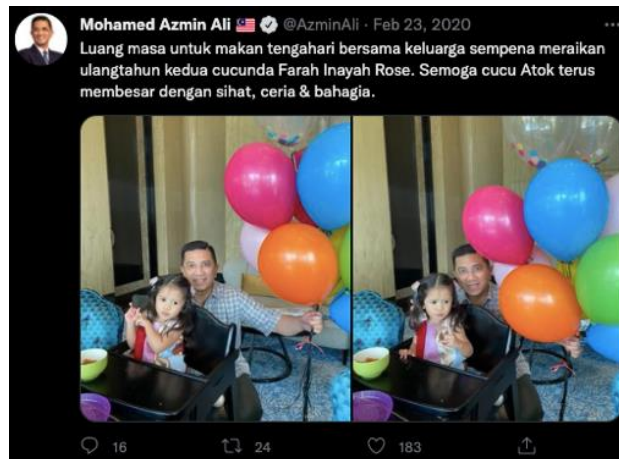 Mohamed Azmin Ali 🇲🇾 @AzminAli · Feb 23, 2020
Luang masa untuk makan tengahari bersama keluarga sempena meraikan
ulangtahun kedua cucunda Farah Inayah Rose. Semoga cucu Atok terus
membesar dengan sihat, ceria & bahagia.
16 24 183